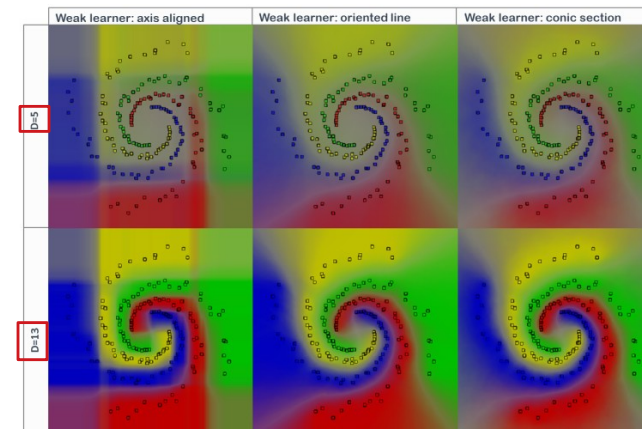 Weak learner: axis aligned
Weak learner: oriented line
Weak learner: conic section
D=5
D=13